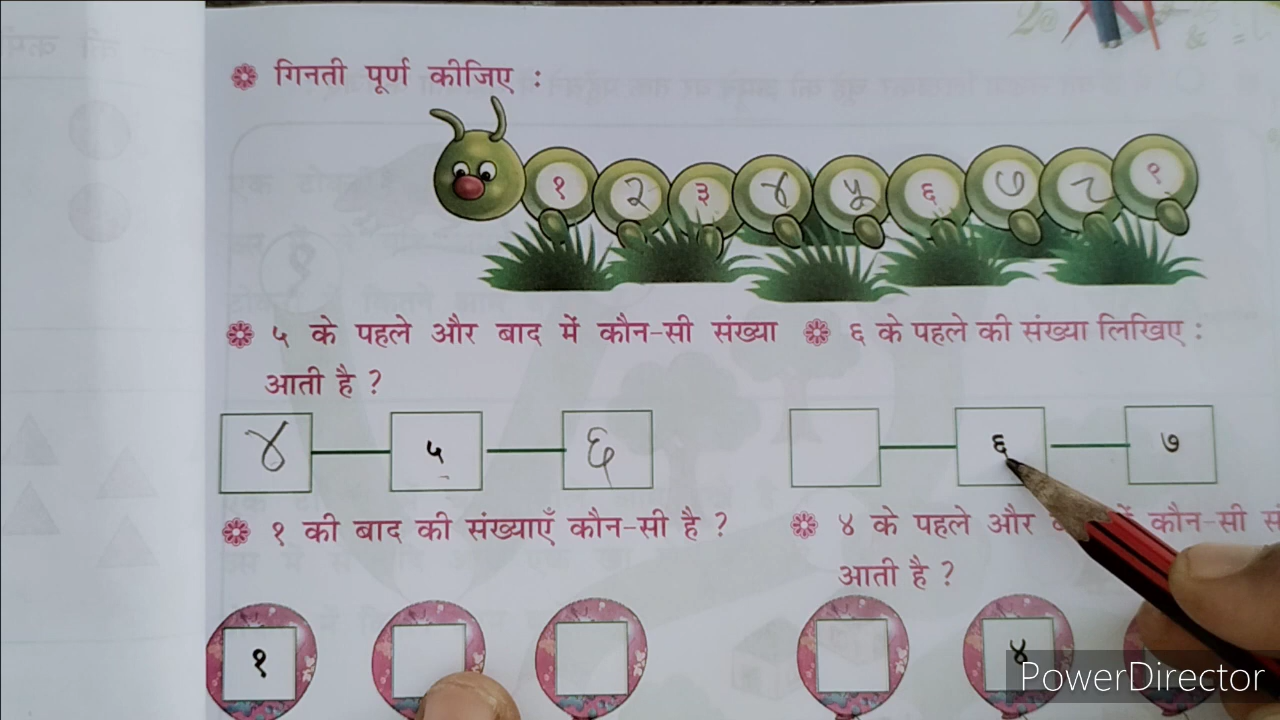 गिनती पूर्ण कीजिए :
१ २ ३ ४ ५ ६ ७ ८ ९
५ के पहले और बाद में कौन-सी संख्या
आती है ?
६ के पहले की संख्या लिखिए :
४ ५ ६
६ ७
१ की बाद की संख्याएँ कौन-सी है ?
४ के पहले और कौन-सी
आती है ?
१
४
PowerDirector